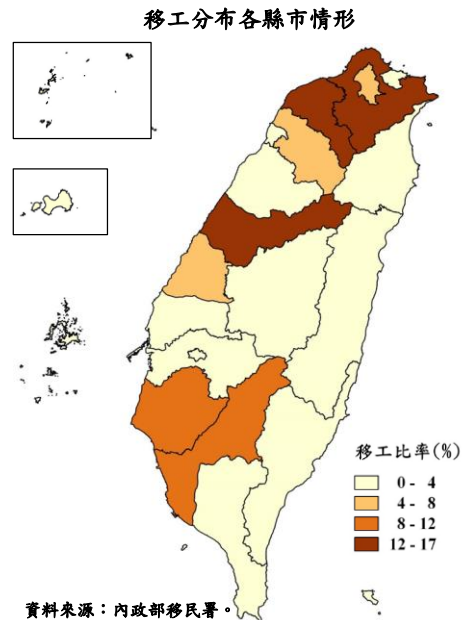 移工分布各縣市情形
移工比率(%)
0 - 4
4 - 8
8 - 12
12 - 17
資料來源：內政部移民署。